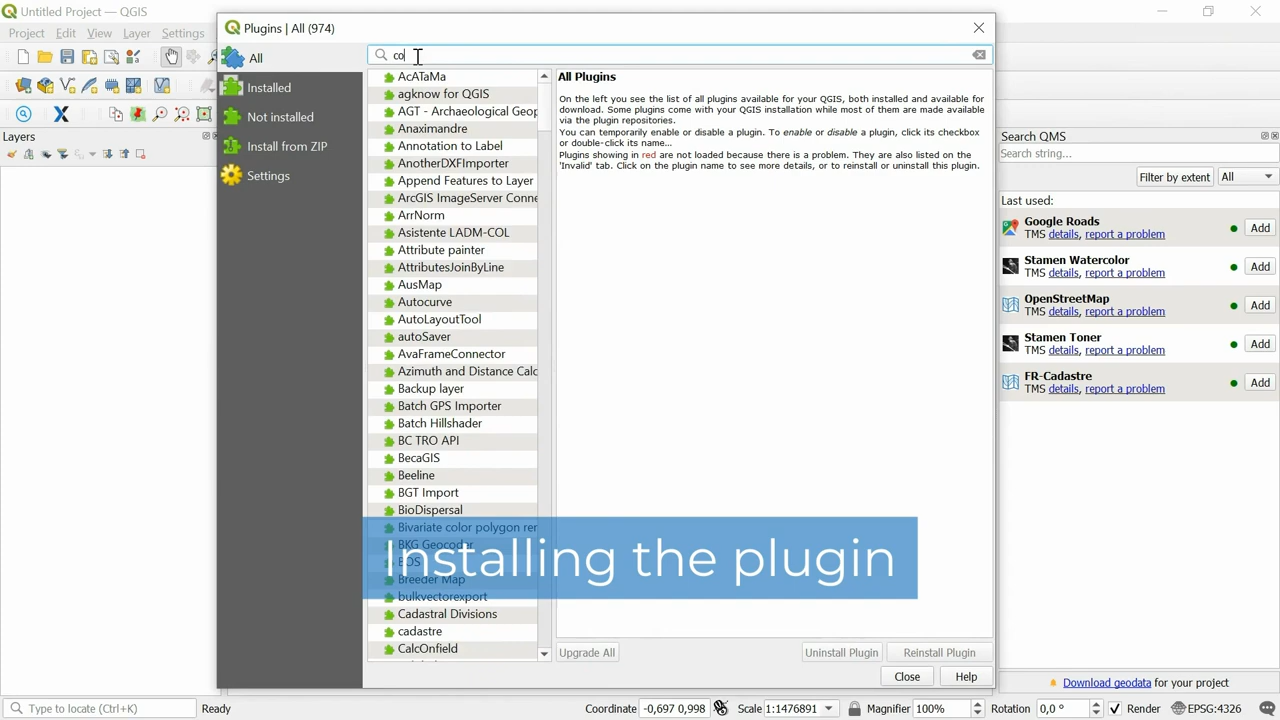 Untitled Project — QGIS
Project Edit View Layer Settings
Plugins | All (974)
All
Installed
Not installed
Install from ZIP
Settings
co
AcATaMa
agknow for QGIS
AGT - Archaeological Geop
Anaximandre
Annotation to Label
AnotherDXFImporter
Append Features to Layer
ArcGIS ImageServer Conne
ArrNorm
Asistente LADM-COL
Attribute painter
AttributesJoinByLine
AusMap
Autocurve
AutoLayoutTool
autoSaver
AvaFrameConnector
Azimuth and Distance Calc
Backup layer
Batch GPS Importer
Batch Hillshader
BC TRO API
BecaGIS
Beeline
BGT Import
BioDispersal
Bivariate color polygon ren
BKG Geocoder
BOS
Breeder Map
bulkvectorexport
Cadastral Divisions
cadastre
CalcOnfield
All Plugins
On the left you see the list of all plugins available for your QGIS, both installed and available for
download. Some plugins come with your QGIS installation while most of them are made available
via the plugin repositories.
You can temporarily enable or disable a plugin. To enable or disable a plugin, click its checkbox
or double-click its name...
Plugins showing in red are not loaded because there is a problem. They are also listed on the
'Invalid' tab. Click on the plugin name to see more details, or to reinstall or uninstall this plugin.
Installing the plugin
Upgrade All
Uninstall Plugin
Reinstall Plugin
Close
Help
Layers
Search QMS
Search string...
Filter by extent
All
Last used:
Google Roads
TMS details, report a problem
Add
Stamen Watercolor
TMS details, report a problem
Add
OpenStreetMap
TMS details, report a problem
Add
Stamen Toner
TMS details, report a problem
Add
FR-Cadastre
TMS details, report a problem
Add
Download geodata for your project
Type to locate (Ctrl+K)
Ready
Coordinate -0,697 0,998
Scale 1:1476891
Magnifier 100%
Rotation 0,0 °
Render
EPSG:4326